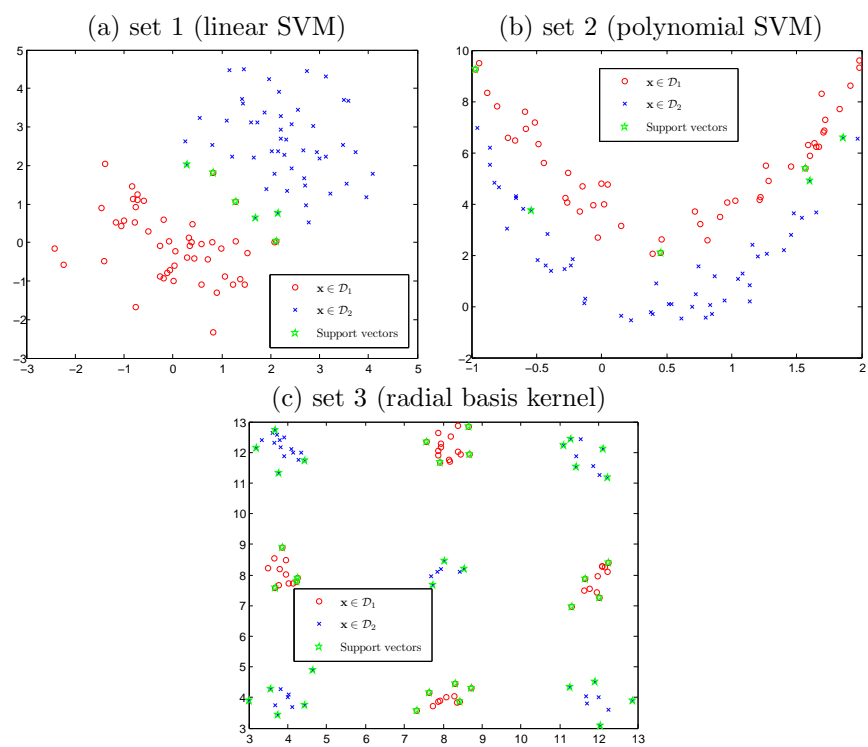 (a) set 1 (linear SVM)
5
4
3
2
1
0
−1
−2
−3
−3 −2 −1 0 1 2 3 4 5
x ∈ D₁
x ∈ D₂
Support vectors
(b) set 2 (polynomial SVM)
10
8
6
4
2
0
−2
−1 −0.5 0 0.5 1 1.5 2
x ∈ D₁
x ∈ D₂
Support vectors
(c) set 3 (radial basis kernel)
13
12
11
10
9
8
7
6
5
4
3
3 4 5 6 7 8 9 10 11 12 13
x ∈ D₁
x ∈ D₂
Support vectors